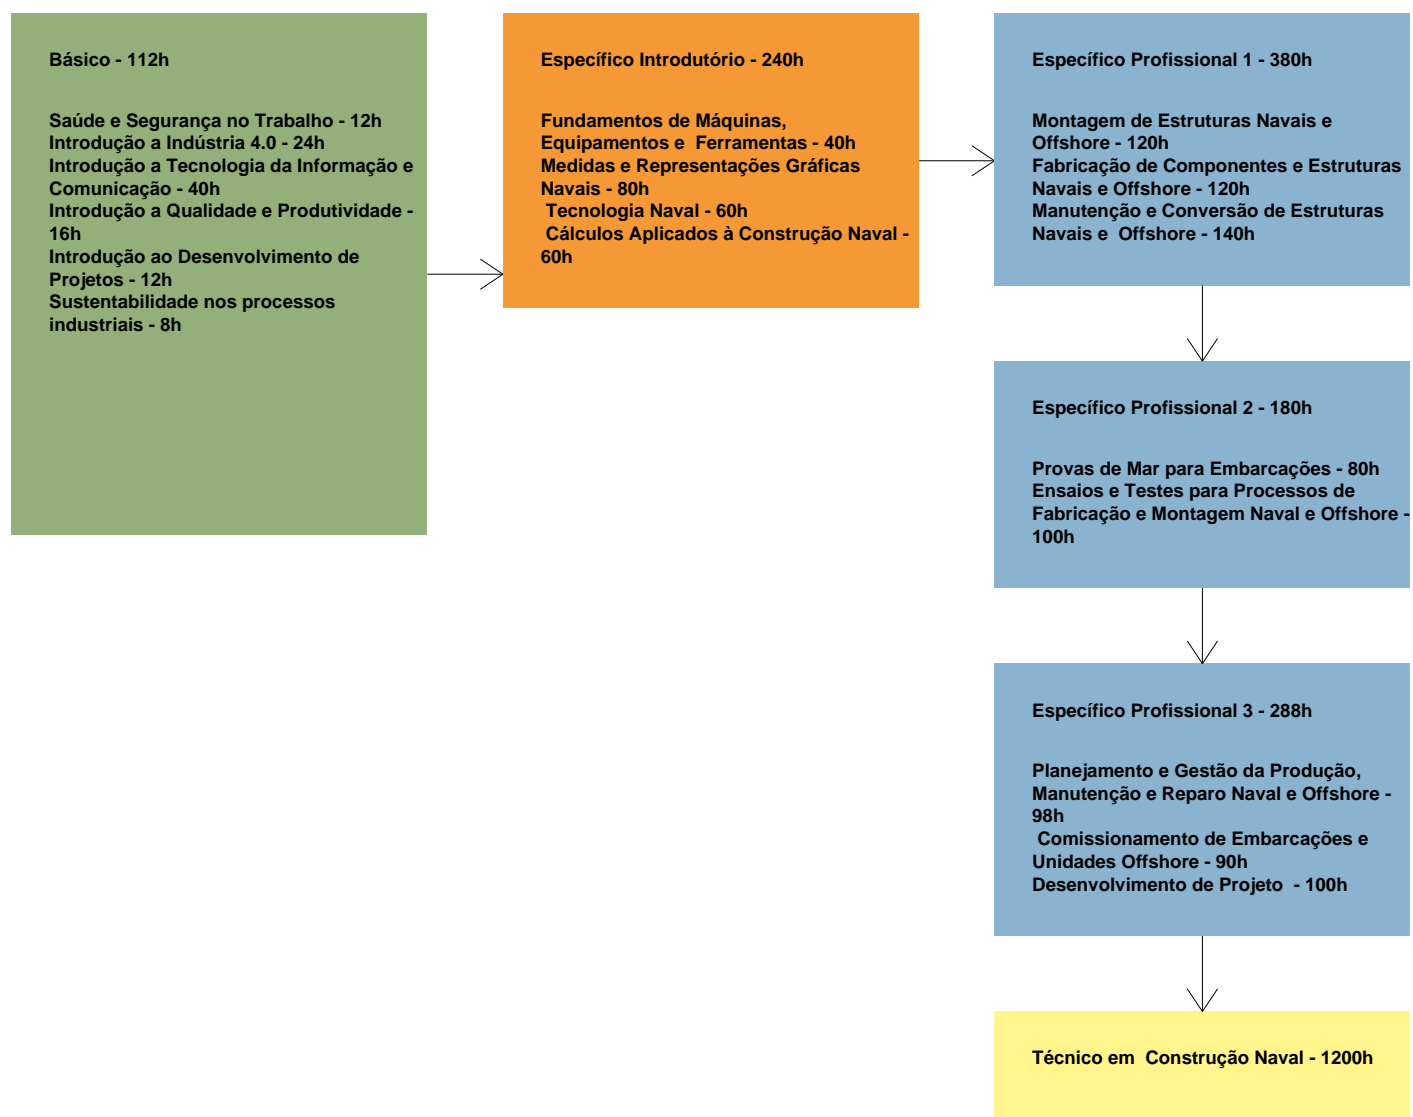 Básico - 112h
Saúde e Segurança no Trabalho - 12h
Introdução a Indústria 4.0 - 24h
Introdução a Tecnologia da Informação e
Comunicação - 40h
Introdução a Qualidade e Produtividade -
16h
Introdução ao Desenvolvimento de
Projetos - 12h
Sustentabilidade nos processos
industriais - 8h
Específico Introdutório - 240h
Fundamentos de Máquinas,
Equipamentos e  Ferramentas - 40h
Medidas e Representações Gráficas
Navais - 80h
Tecnologia Naval - 60h
Cálculos Aplicados à Construção Naval -
60h
Específico Profissional 1 - 380h
Montagem de Estruturas Navais e
Offshore - 120h
Fabricação de Componentes e Estruturas
Navais e Offshore - 120h
Manutenção e Conversão de Estruturas
Navais e  Offshore - 140h
Específico Profissional 2 - 180h
Provas de Mar para Embarcações - 80h
Ensaios e Testes para Processos de
Fabricação e Montagem Naval e Offshore -
100h
Específico Profissional 3 - 288h
Planejamento e Gestão da Produção,
Manutenção e Reparo Naval e Offshore -
98h
Comissionamento de Embarcações e
Unidades Offshore - 90h
Desenvolvimento de Projeto  - 100h
Técnico em  Construção Naval - 1200h